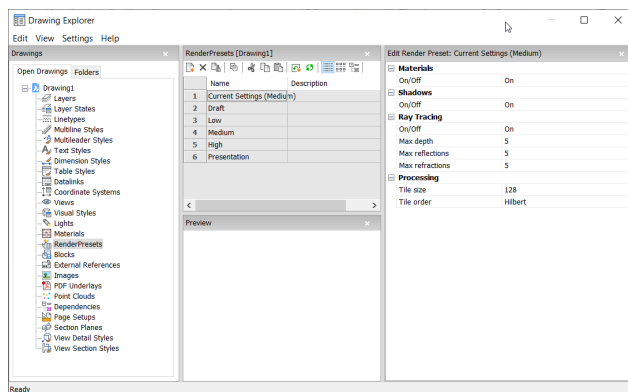 Drawing Explorer
Edit View Settings Help
Drawings
Open Drawings Folders
Drawing1
Layers
Layer States
Linetypes
Multiline Styles
Multileader Styles
Text Styles
Dimension Styles
Table Styles
Datalinks
Coordinate Systems
Views
Visual Styles
Lights
Materials
RenderPresets
Blocks
External References
Images
PDF Underlays
Point Clouds
Dependencies
Page Setups
Section Planes
View Detail Styles
View Section Styles
RenderPresets [Drawing1]
Name Description
1 Current Settings (Medium)
2 Draft
3 Low
4 Medium
5 High
6 Presentation
Preview
Edit Render Preset: Current Settings (Medium)
Materials
On/Off On
Shadows
On/Off On
Ray Tracing
On/Off On
Max depth 5
Max reflections 5
Max refractions 5
Processing
Tile size 128
Tile order Hilbert
Ready